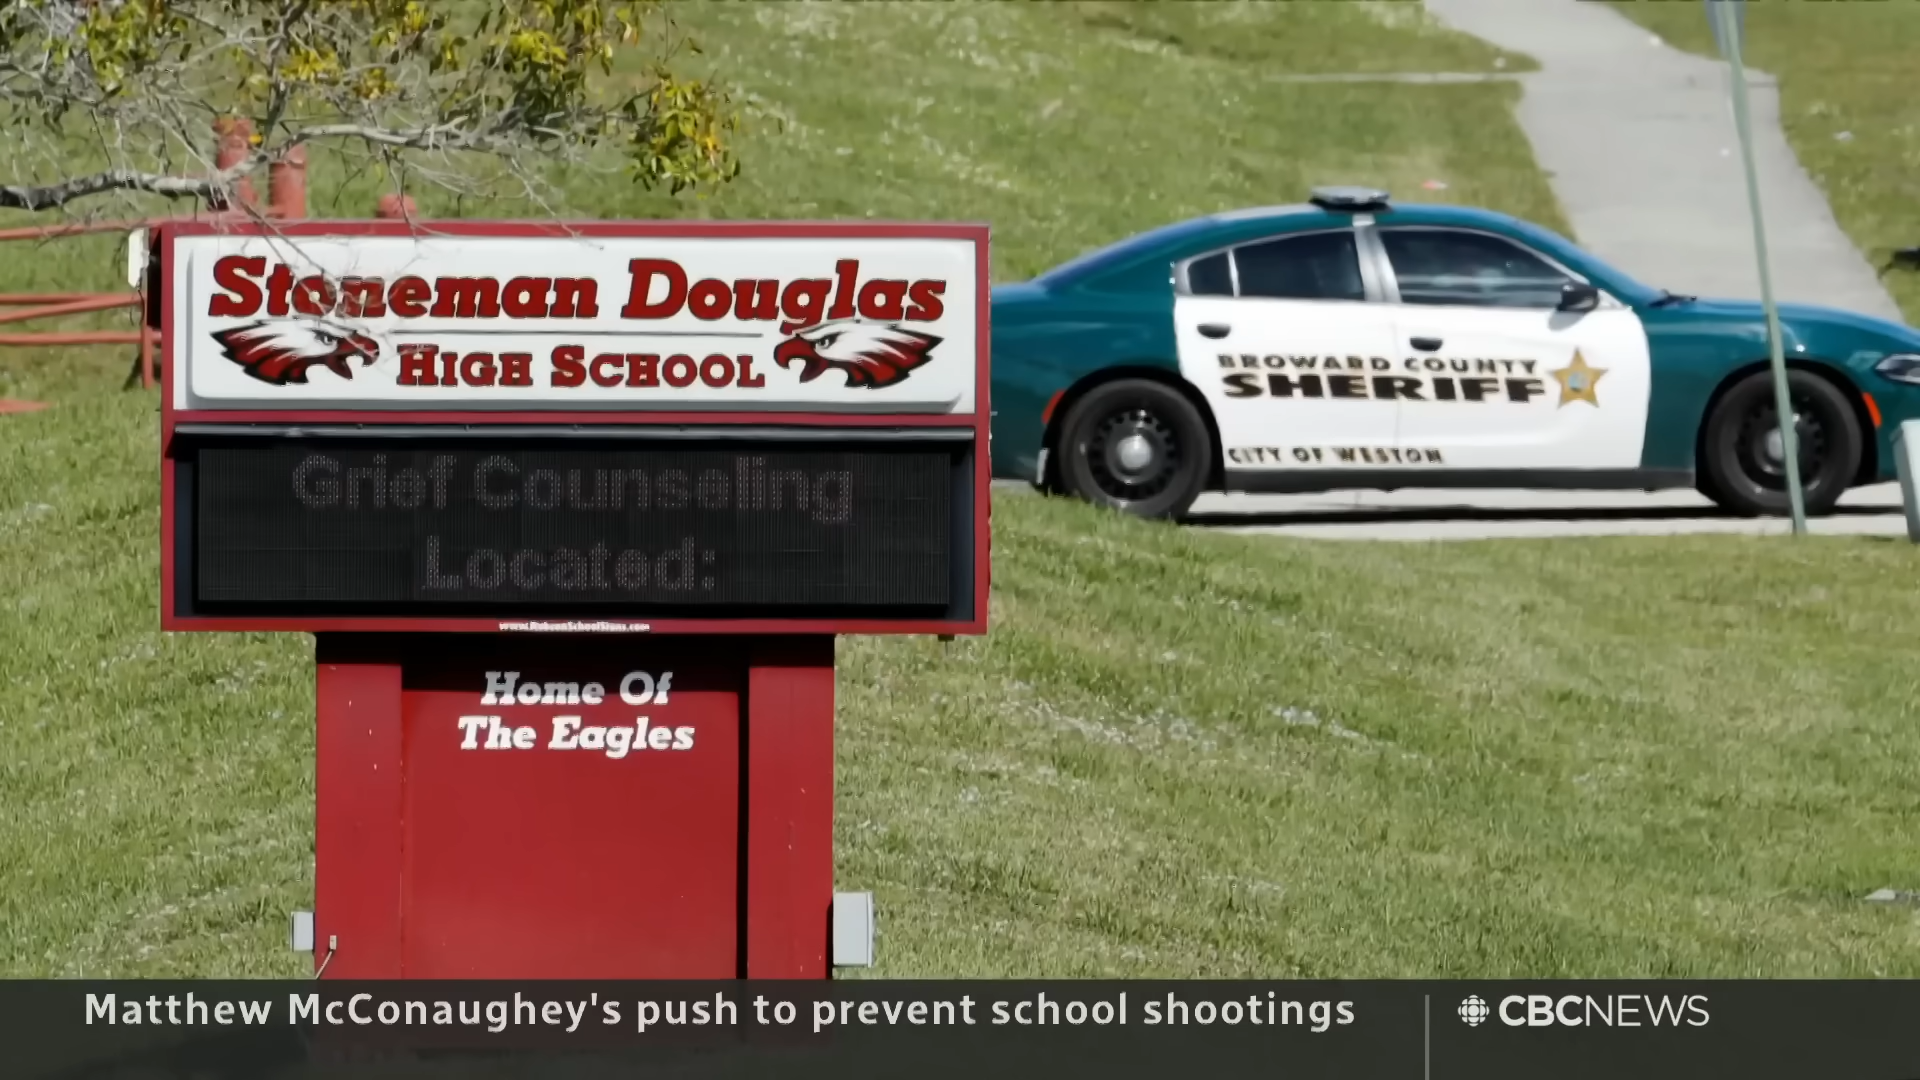 Stoneman Douglas
HIGH SCHOOL
Grief Counseling
Located:
Home Of
The Eagles
BROWARD COUNTY
SHERIFF
CITY OF WESTON
Matthew McConaughey's push to prevent school shootings
CBCNEWS